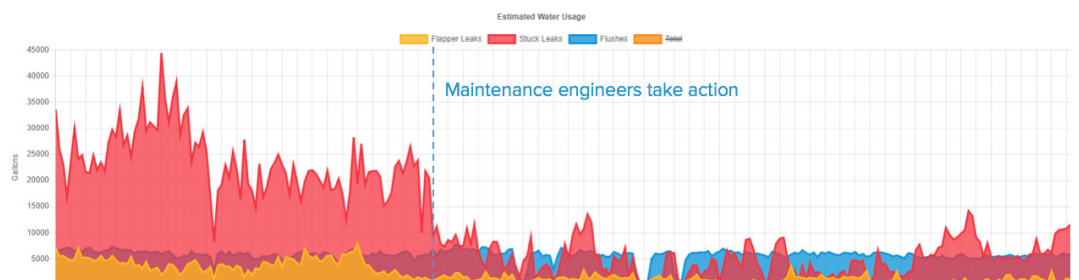 Estimated Water Usage
Flapper Leaks Stuck Leaks Flushes Total
45000
40000
Maintenance engineers take action
35000
30000
25000
Gallons
20000
15000
10000
5000